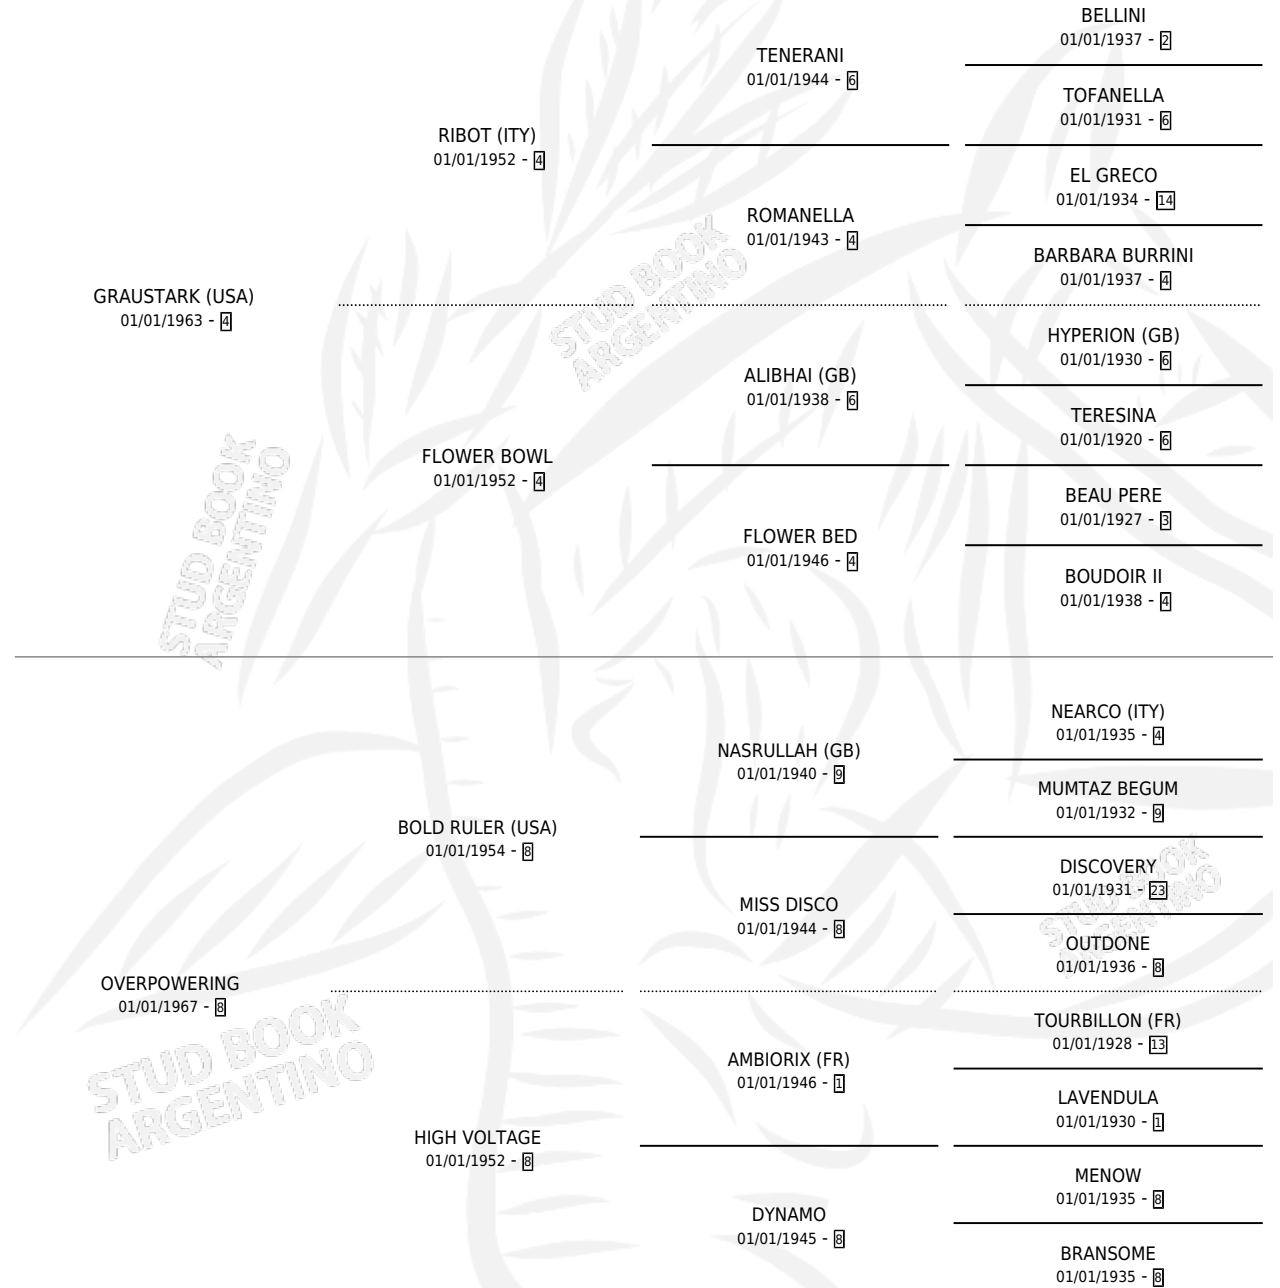 BELLINI
01/01/1937 - 2
TENERANI
01/01/1944 - 6
TOFANELLA
01/01/1931 - 6
RIBOT (ITY)
01/01/1952 - 4
EL GRECO
01/01/1934 - 14
ROMANELLA
01/01/1943 - 4
BARBARA BURRINI
01/01/1937 - 4
GRAUSTARK (USA)
01/01/1963 - 4
STUD BOOK
ARGENTINO
HYPERION (GB)
01/01/1930 - 6
ALIBHAI (GB)
01/01/1938 - 6
TERESINA
01/01/1920 - 6
FLOWER BOWL
01/01/1952 - 4
BEAU PERE
01/01/1927 - 3
FLOWER BED
01/01/1946 - 4
BOUDOIR II
01/01/1938 - 4
STUD BOOK
ARGENTINO
NEARCO (ITY)
01/01/1935 - 4
NASRULLAH (GB)
01/01/1940 - 9
MUMTAZ BEGUM
01/01/1932 - 9
BOLD RULER (USA)
01/01/1954 - 8
DISCOVERY
01/01/1931 - 23
MISS DISCO
01/01/1944 - 8
OUTDONE
01/01/1936 - 8
STUD BOOK
ARGENTINO
OVERPOWERING
01/01/1967 - 8
TOURBILLON (FR)
01/01/1928 - 13
AMBIORIX (FR)
01/01/1946 - 1
LAVENDULA
01/01/1930 - 1
STUD BOOK
ARGENTINO
HIGH VOLTAGE
01/01/1952 - 8
MENOW
01/01/1935 - 8
DYNAMO
01/01/1945 - 8
BRANSOME
01/01/1935 - 8